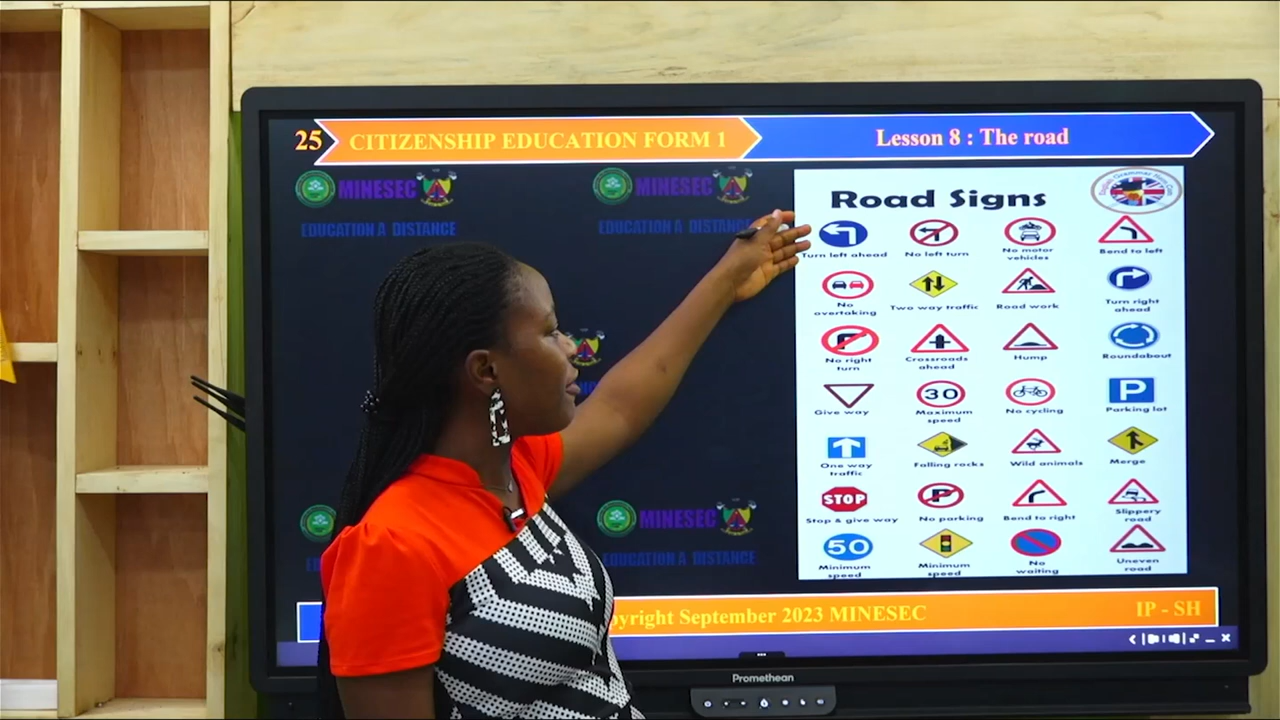 25 CITIZENSHIP EDUCATION FORM 1 Lesson 8 : The road
MINESEC MINESEC
EDUCATION A DISTANCE EDUCATION A DISTANCE
Road Signs
Turn left ahead No left turn No motor vehicles Bend to left
No overtaking Two way traffic Road work Turn right ahead
No right turn Crossroads ahead Hump Roundabout
30 P
Give way Maximum speed No cycling Parking lot
One way traffic Falling rocks Wild animals Merge
STOP P
Stop & give way No parking Bend to right Slippery road
50
Minimum speed Minimum speed No waiting Uneven road
MINESEC
EDUCATION A DISTANCE
pyright September 2023 MINESEC IP - SH
Promethean